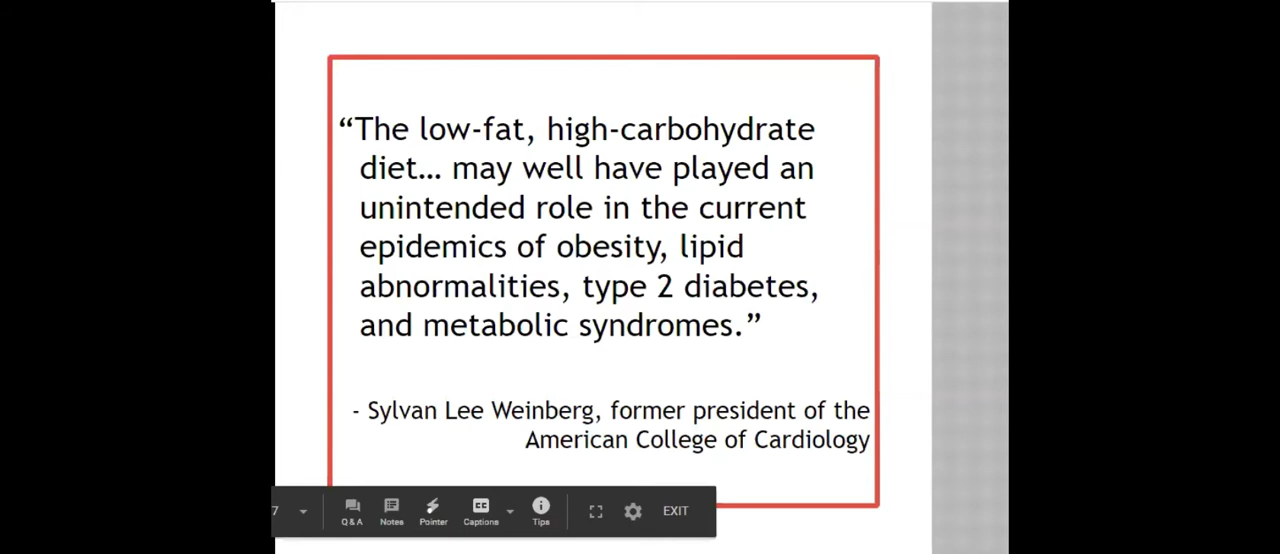 “The low-fat, high-carbohydrate
diet... may well have played an
unintended role in the current
epidemics of obesity, lipid
abnormalities, type 2 diabetes,
and metabolic syndromes.”
- Sylvan Lee Weinberg, former president of the
American College of Cardiology
7
Q&A Notes Pointer CC Captions Tips EXIT